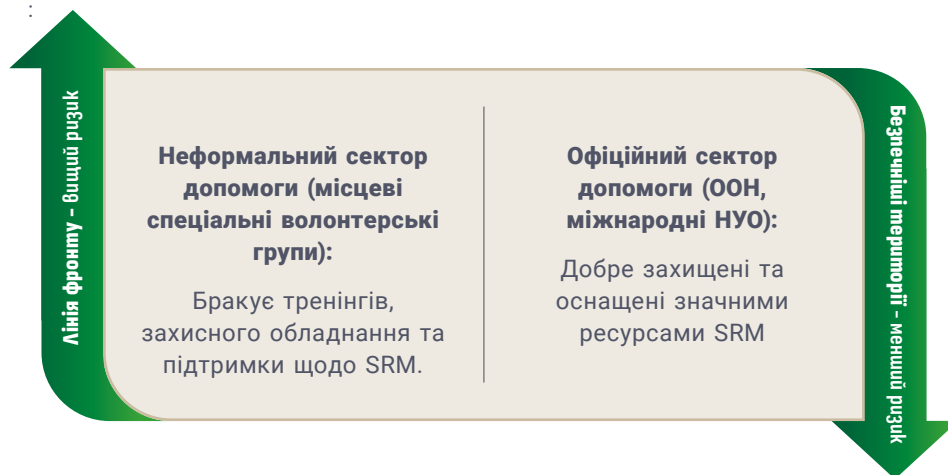 :
Лінія фронту – вищий ризик
Неформальний сектор
допомоги (місцеві
спеціальні волонтерські
групи):
Бракує тренінгів,
захисного обладнання та
підтримки щодо SRM.
Офіційний сектор
допомоги (ООН,
міжнародні НУО):
Добре захищені та
оснащені значними
ресурсами SRM
Безпечніші території – менший ризик